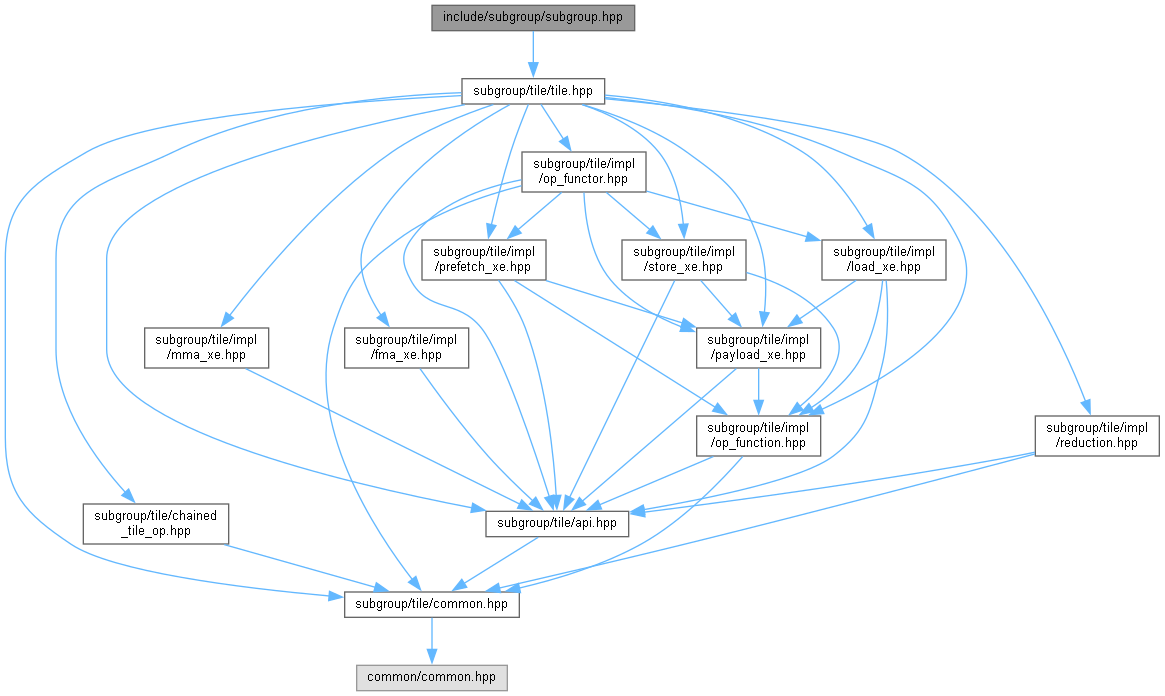 include/subgroup/subgroup.hpp
subgroup/tile/tile.hpp
subgroup/tile/impl
/op_functor.hpp
subgroup/tile/impl
/prefetch_xe.hpp
subgroup/tile/impl
/store_xe.hpp
subgroup/tile/impl
/load_xe.hpp
subgroup/tile/impl
/mma_xe.hpp
subgroup/tile/impl
/fma_xe.hpp
subgroup/tile/impl
/payload_xe.hpp
subgroup/tile/impl
/op_function.hpp
subgroup/tile/impl
/reduction.hpp
subgroup/tile/chained
_tile_op.hpp
subgroup/tile/api.hpp
subgroup/tile/common.hpp
common/common.hpp